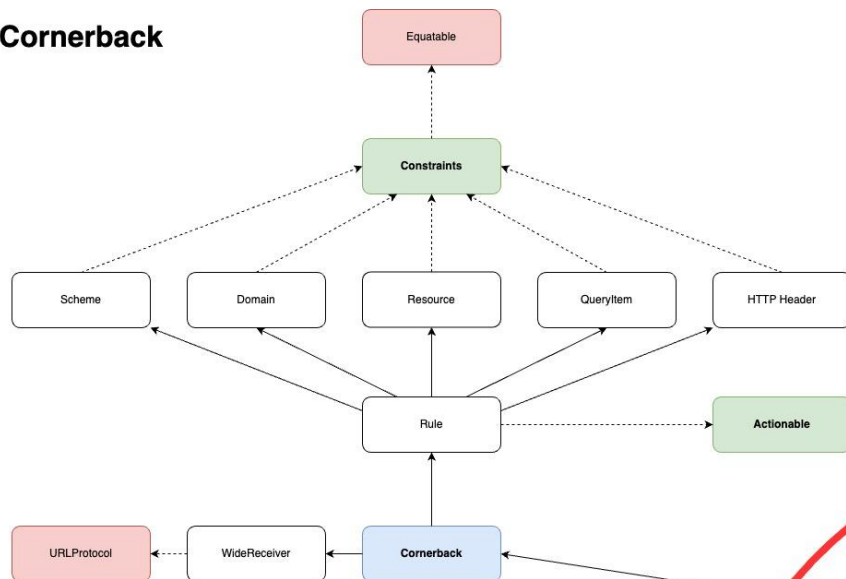 Cornerback
Equatable
Constraints
Scheme
Domain
Resource
QueryItem
HTTP Header
Rule
Actionable
URLProtocol
WideReceiver
Cornerback